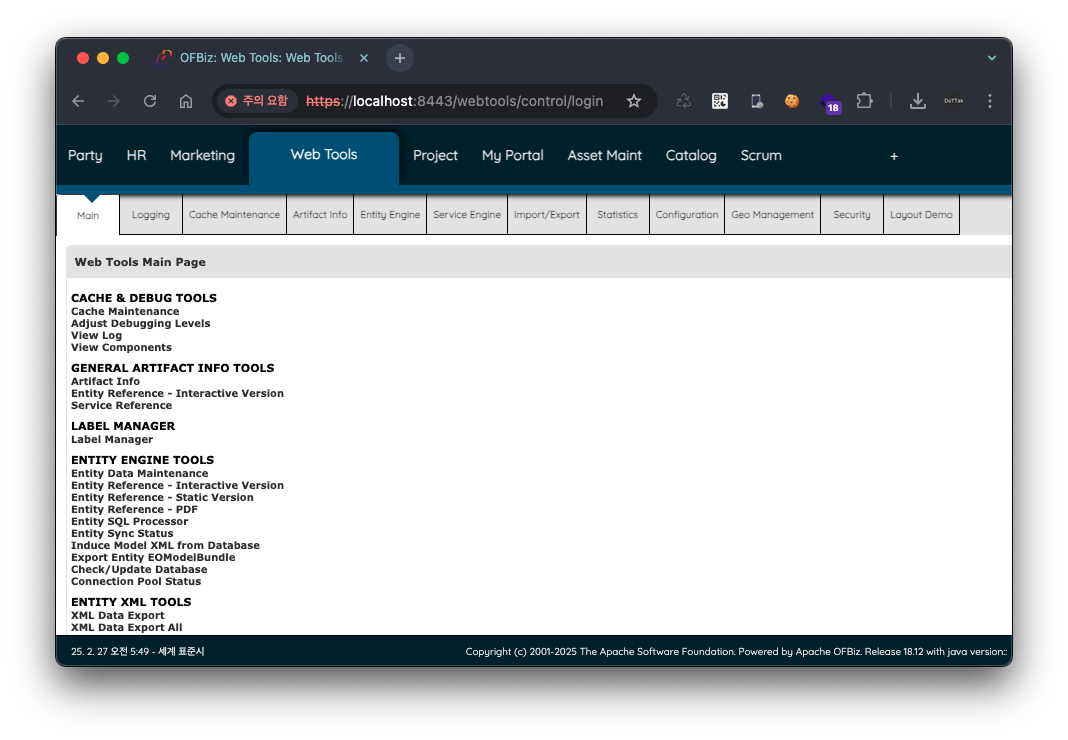 OFBiz: Web Tools: Web Tools
주의 요함 https://localhost:8443/webtools/control/login 18 DoTTak
Party HR Marketing Web Tools Project My Portal Asset Maint Catalog Scrum +
Main Logging Cache Maintenance Artifact Info Entity Engine Service Engine Import/Export Statistics Configuration Geo Management Security Layout Demo
Web Tools Main Page
CACHE & DEBUG TOOLS
Cache Maintenance
Adjust Debugging Levels
View Log
View Components
GENERAL ARTIFACT INFO TOOLS
Artifact Info
Entity Reference - Interactive Version
Service Reference
LABEL MANAGER
Label Manager
ENTITY ENGINE TOOLS
Entity Data Maintenance
Entity Reference - Interactive Version
Entity Reference - Static Version
Entity Reference - PDF
Entity SQL Processor
Entity Sync Status
Induce Model XML from Database
Export Entity EOModelBundle
Check/Update Database
Connection Pool Status
ENTITY XML TOOLS
XML Data Export
XML Data Export All
25. 2. 27 오전 5:49 - 세계 표준시 Copyright (c) 2001-2025 The Apache Software Foundation. Powered by Apache OFBiz. Release 18.12 with java version::